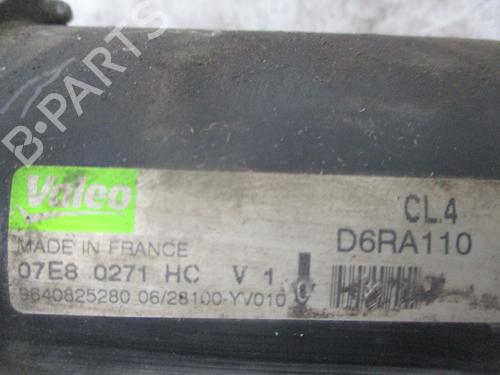 B-PARTS
Valeo
CL.4
MADE IN FRANCE
D6RA110
07E8 0271 HC V 1
9640825280 06/28100-YV010